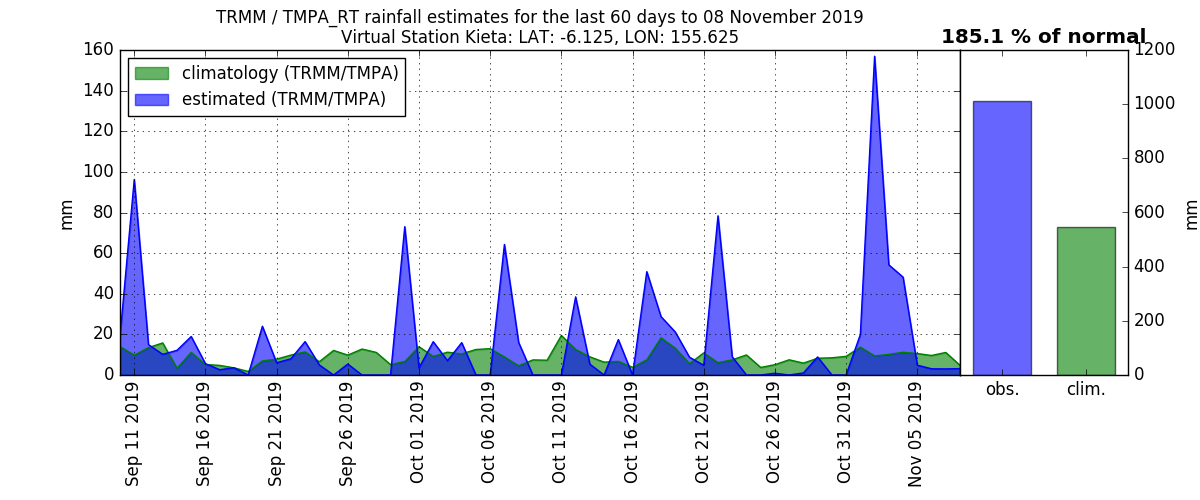 TRMM / TMPA_RT rainfall estimates for the last 60 days to 08 November 2019
Virtual Station Kieta: LAT: -6.125, LON: 155.625
185.1 % of normal
climatology (TRMM/TMPA)
estimated (TRMM/TMPA)
160
140
120
100
80
60
40
20
0
mm
Sep 11 2019
Sep 16 2019
Sep 21 2019
Sep 26 2019
Oct 01 2019
Oct 06 2019
Oct 11 2019
Oct 16 2019
Oct 21 2019
Oct 26 2019
Oct 31 2019
Nov 05 2019
obs.
clim.
1200
1000
800
600
400
200
0
mm